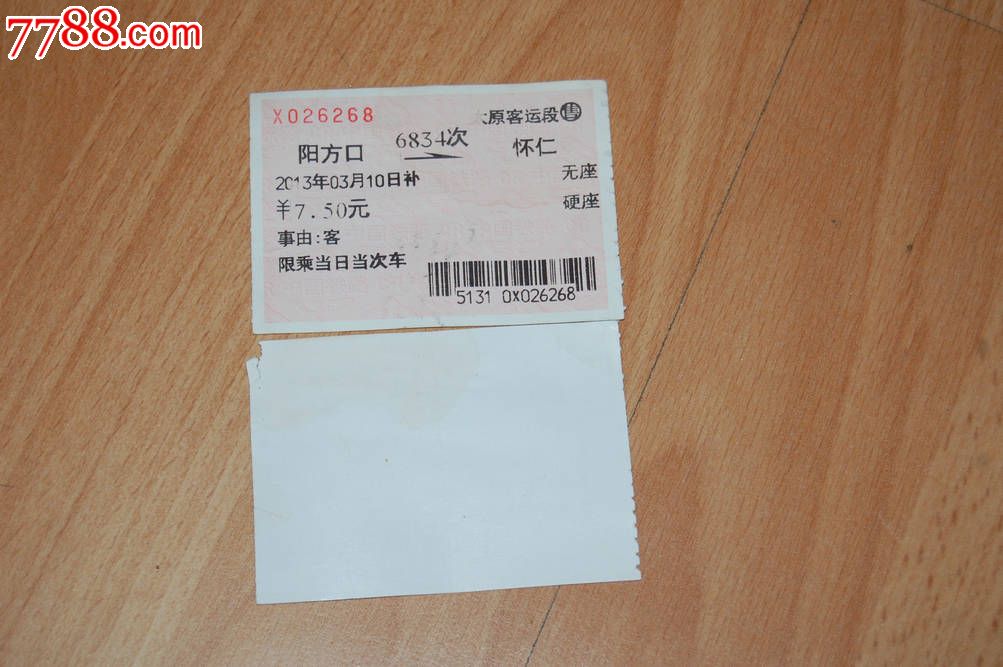 7788.com
X026268
太原客运段售
阳方口 6834次 怀仁
2013年03月10日补
无座
¥7.50元
硬座
事由:客
限乘当日当次车
5131 0X026268